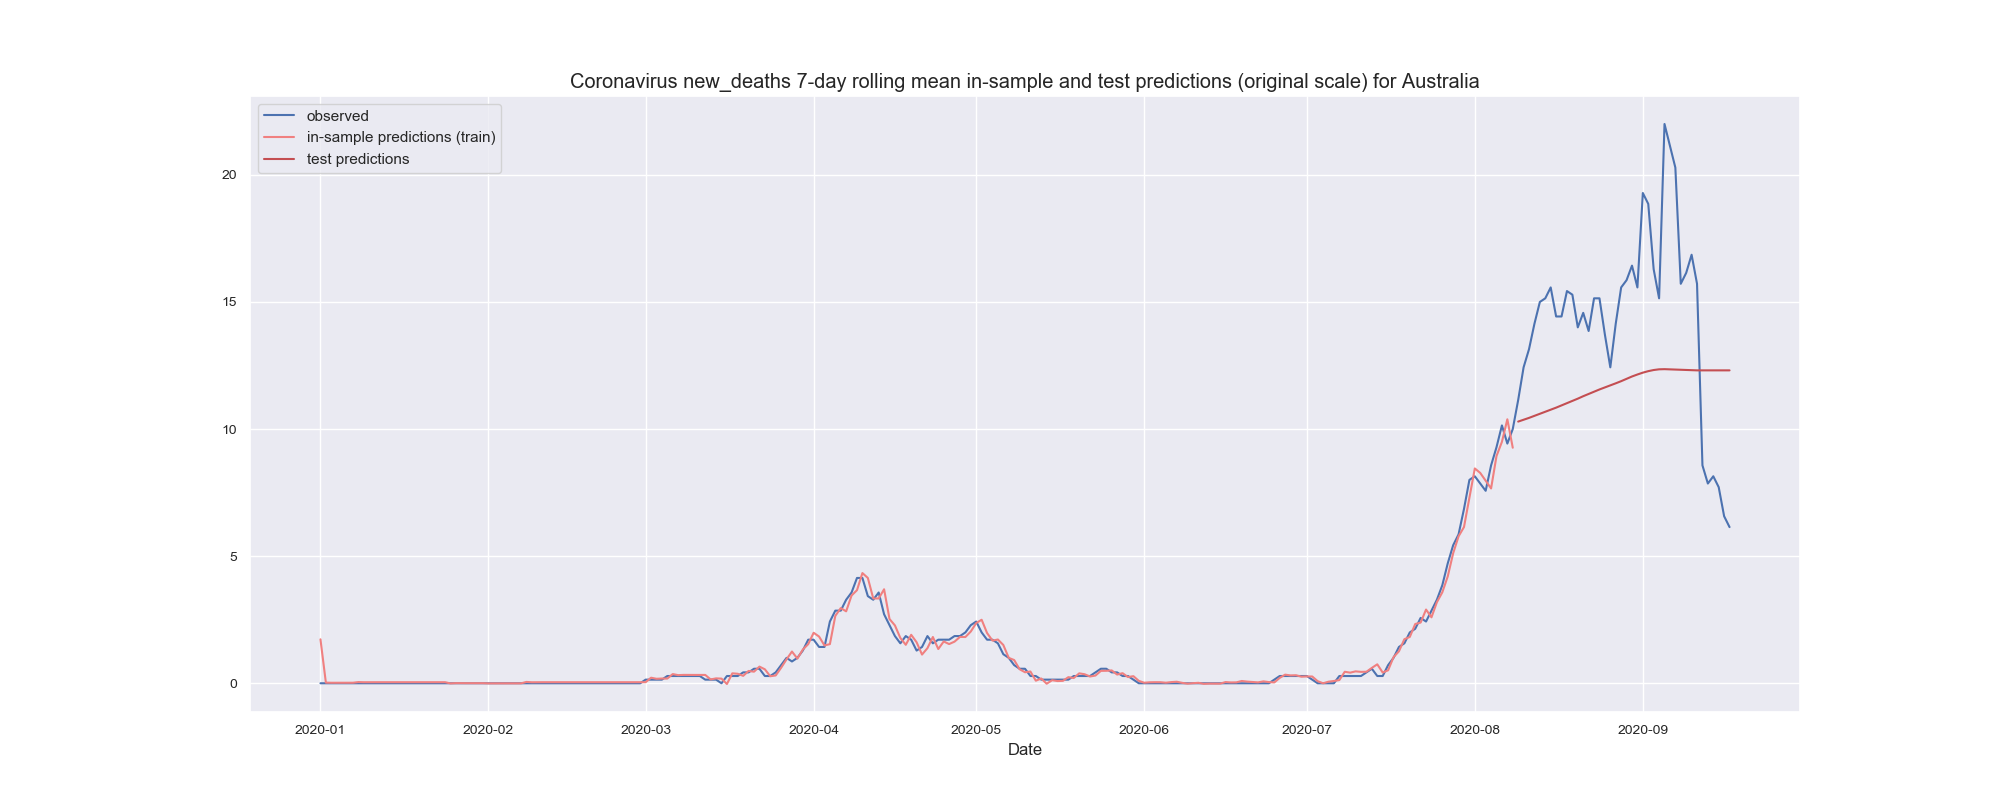 Coronavirus new_deaths 7-day rolling mean in-sample and test predictions (original scale) for Australia
observed
in-sample predictions (train)
test predictions
20
15
10
5
0
2020-01 2020-02 2020-03 2020-04 2020-05 2020-06 2020-07 2020-08 2020-09
Date